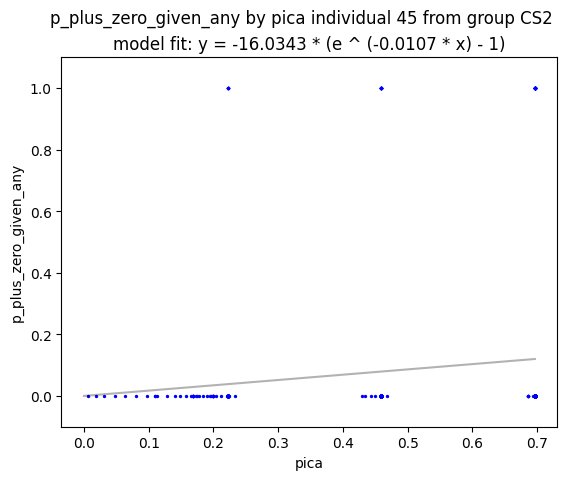 p_plus_zero_given_any by pica individual 45 from group CS2
model fit: y = -16.0343 * (e ^ (-0.0107 * x) - 1)
p_plus_zero_given_any
1.0
0.8
0.6
0.4
0.2
0.0
0.0 0.1 0.2 0.3 0.4 0.5 0.6 0.7
pica